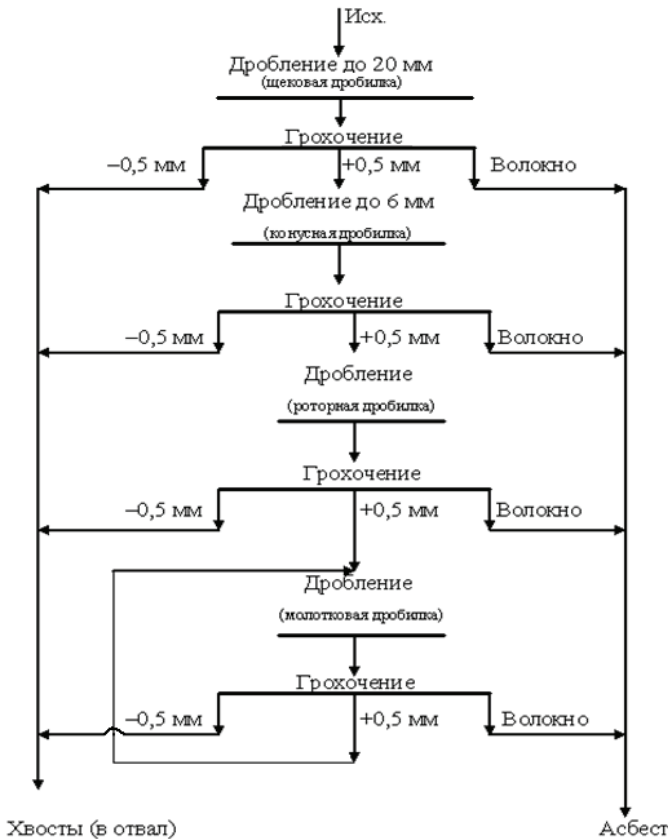 Исх.
Дробление до 20 мм
(щековая дробилка)
Грохочение
–0,5 мм +0,5 мм Волокно
Дробление до 6 мм
(конусная дробилка)
Грохочение
–0,5 мм +0,5 мм Волокно
Дробление
(роторная дробилка)
Грохочение
–0,5 мм +0,5 мм Волокно
Дробление
(молотковая дробилка)
Грохочение
–0,5 мм +0,5 мм Волокно
Хвосты (в отвал) Асбест